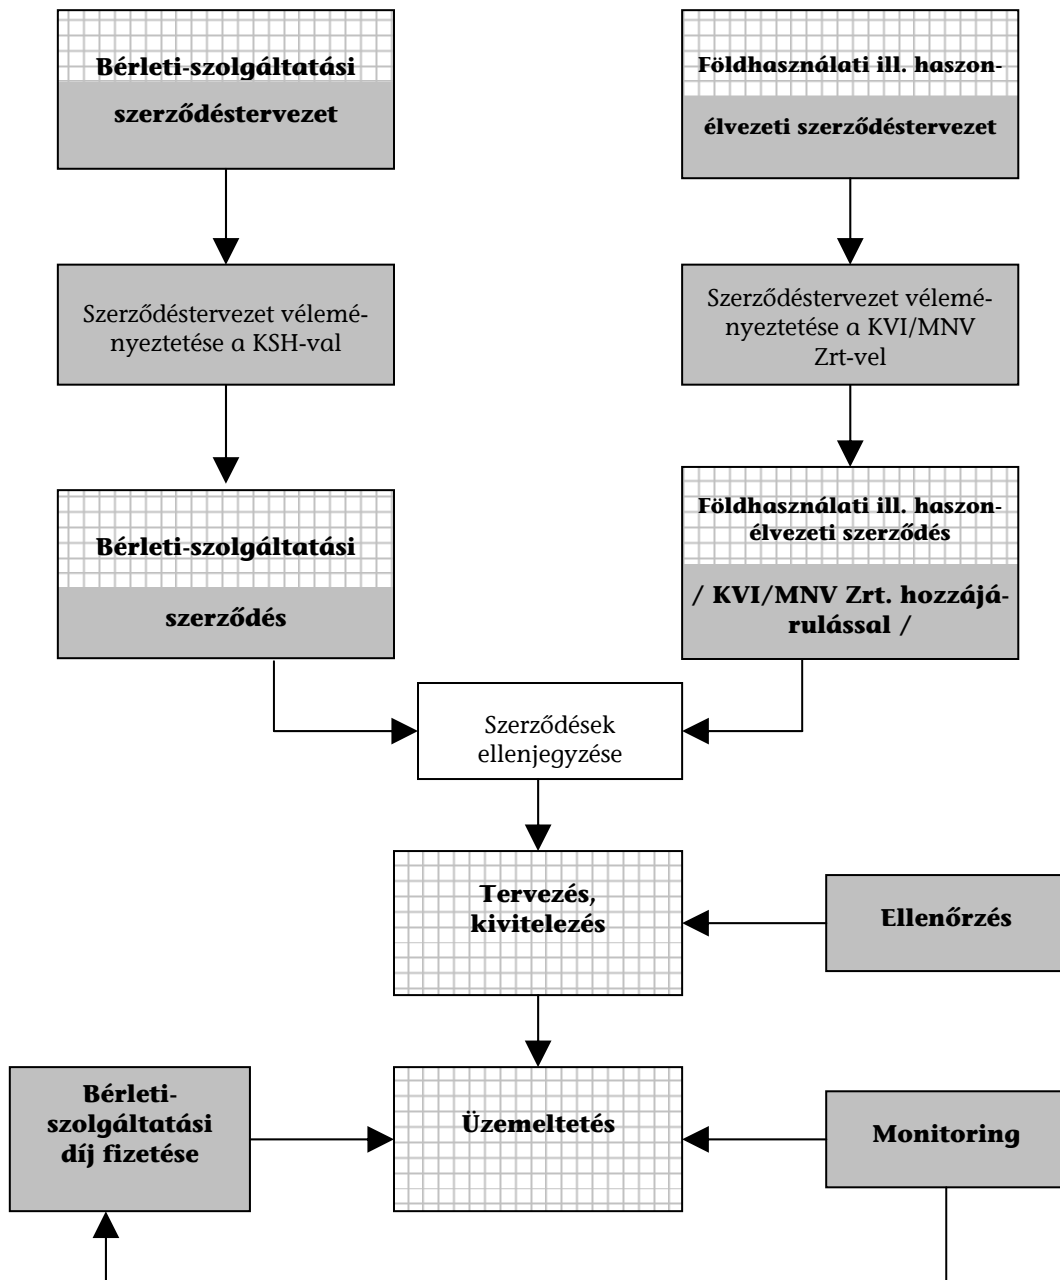 Bérleti-szolgáltatási
szerződéstervezet
Földhasználati ill. haszon-
élvezeti szerződéstervezet
Szerződéstervezet vélemé-
nyeztetése a KSH-val
Szerződéstervezet vélemé-
nyeztetése a KVI/MNV
Zrt-vel
Bérleti-szolgáltatási
szerződés
Földhasználati ill. haszon-
élvezeti szerződés
/ KVI/MNV Zrt. hozzájá-
rulással /
Szerződések
ellenjegyzése
Tervezés,
kivitelezés
Ellenőrzés
Bérleti-
szolgáltatási
díj fizetése
Üzemeltetés
Monitoring